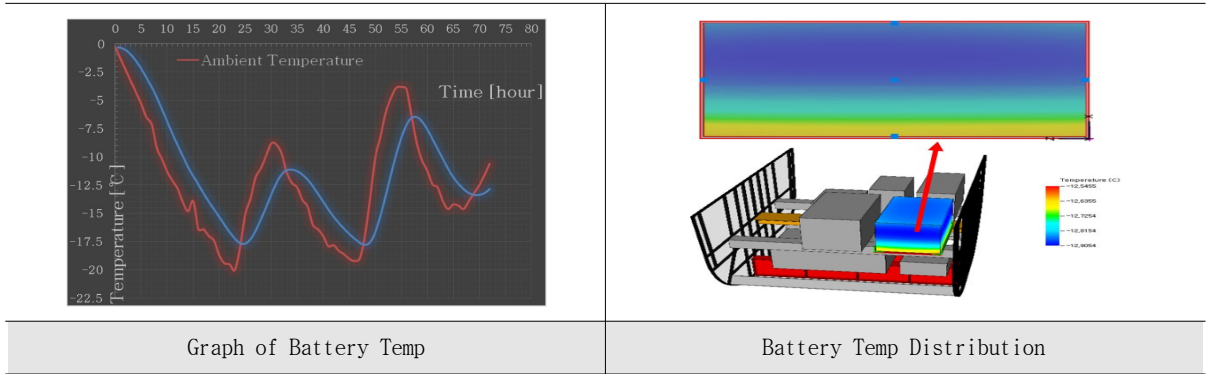 0 5 10 15 20 25 30 35 40 45 50 55 60 65 70 75 80
0
-2.5
-5
-7.5
-10
-12.5
-15
-17.5
-20
-22.5
Ambient Temperature
Time [hour]
Temperature [℃]
Z
X
Temperature (C)
-12,5455
-12,6355
-12,7254
-12,8154
-12,9054
Graph of Battery Temp
Battery Temp Distribution